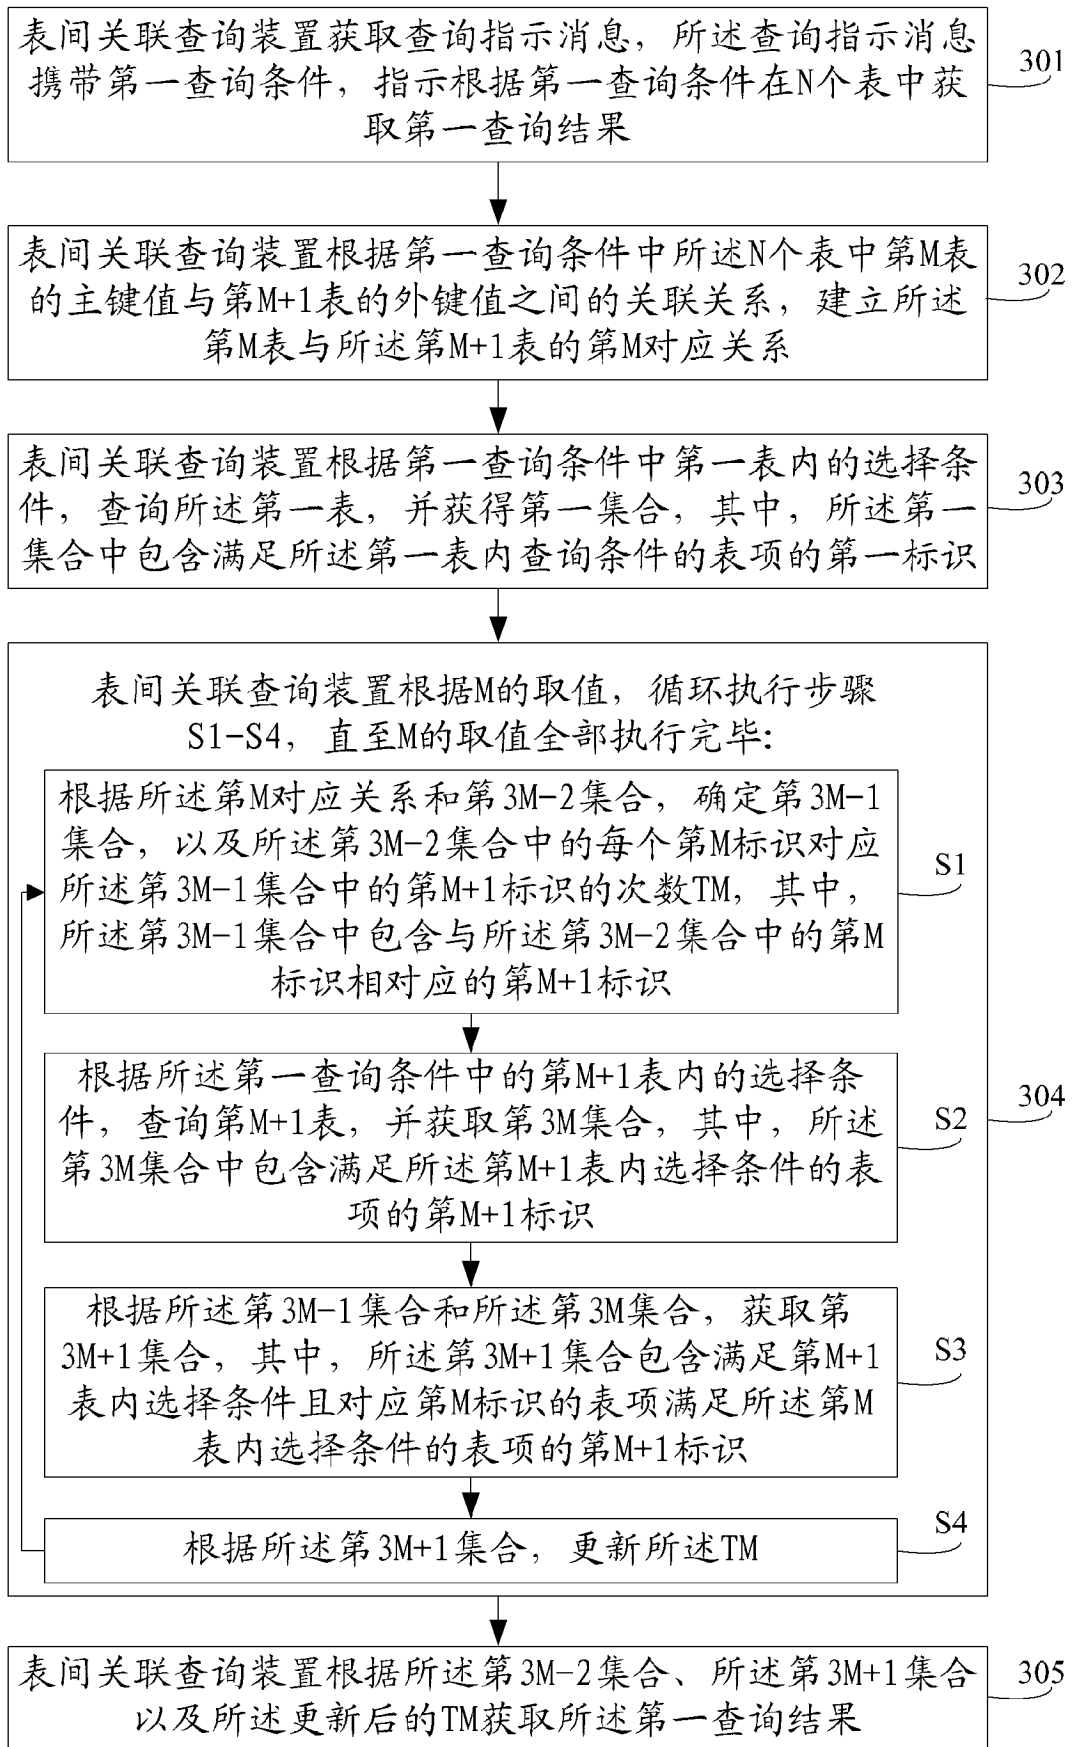 表间关联查询装置获取查询指示消息，所述查询指示消息
携带第一查询条件，指示根据第一查询条件在N个表中获
取第一查询结果
301
表间关联查询装置根据第一查询条件中所述N个表中第M表
的主键值与第M+1表的外键值之间的关联关系，建立所述
第M表与所述第M+1表的第M对应关系
302
表间关联查询装置根据第一查询条件中第一表内的选择条
件，查询所述第一表，并获得第一集合，其中，所述第一
集合中包含满足所述第一表内查询条件的表项的第一标识
303
表间关联查询装置根据M的取值，循环执行步骤
S1-S4，直至M的取值全部执行完毕：
根据所述第M对应关系和第3M-2集合，确定第3M-1
集合，以及所述第3M-2集合中的每个第M标识对应
所述第3M-1集合中的第M+1标识的次数TM，其中，
所述第3M-1集合中包含与所述第3M-2集合中的第M
标识相对应的第M+1标识
S1
根据所述第一查询条件中的第M+1表内的选择条
件，查询第M+1表，并获取第3M集合，其中，所述
第3M集合中包含满足所述第M+1表内选择条件的表
项的第M+1标识
S2
304
根据所述第3M-1集合和所述第3M集合，获取第
3M+1集合，其中，所述第3M+1集合包含满足第M+1
表内选择条件且对应第M标识的表项满足所述第M
表内选择条件的表项的第M+1标识
S3
根据所述第3M+1集合，更新所述TM
S4
表间关联查询装置根据所述第3M-2集合、所述第3M+1集合
以及所述更新后的TM获取所述第一查询结果
305